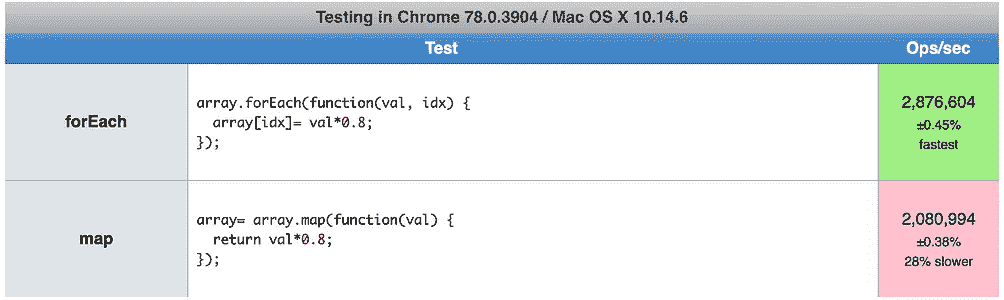 Testing in Chrome 78.0.3904 / Mac OS X 10.14.6
Test Ops/sec
forEach
array.forEach(function(val, idx) {
  array[idx]= val*0.8;
});
2,876,604
±0.45%
fastest
map
array= array.map(function(val) {
  return val*0.8;
});
2,080,994
±0.38%
28% slower